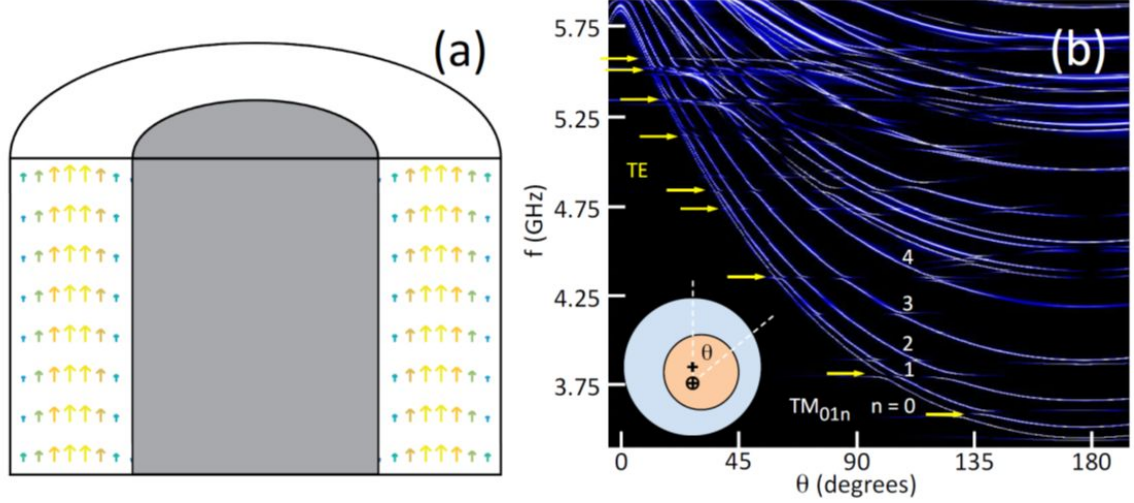 (a)
(b)
f (GHz)
5.75
5.25
4.75
4.25
3.75
TE
4
3
2
1
TM01n n = 0
θ
0 45 90 135 180
θ (degrees)